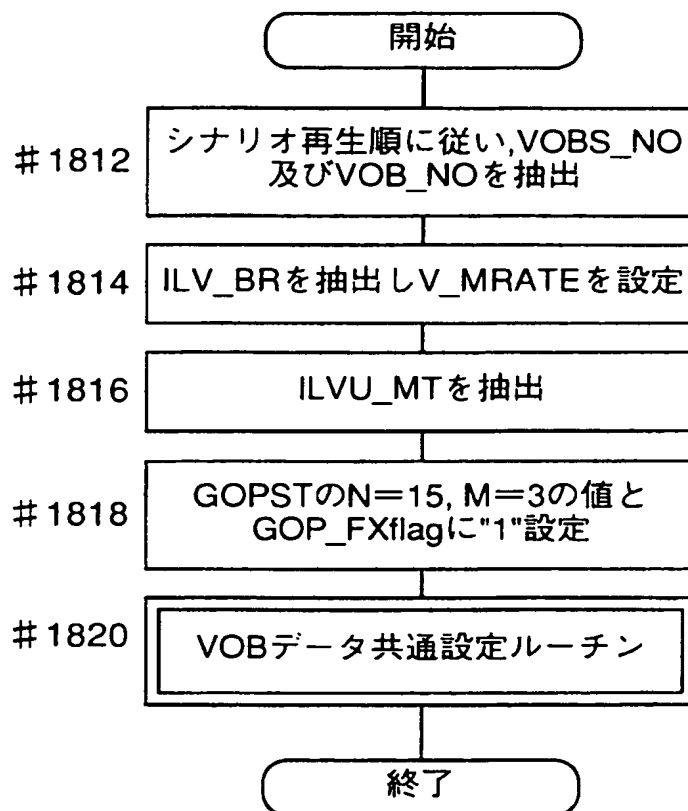 開始
#1812
シナリオ再生順に従い,VOBS_NO
及びVOB_NOを抽出
#1814
ILV_BRを抽出しV_MRATEを設定
#1816
ILVU_MTを抽出
#1818
GOPSTのN=15, M=3の値と
GOP_FXflagに"1"設定
#1820
VOBデータ共通設定ルーチン
終了